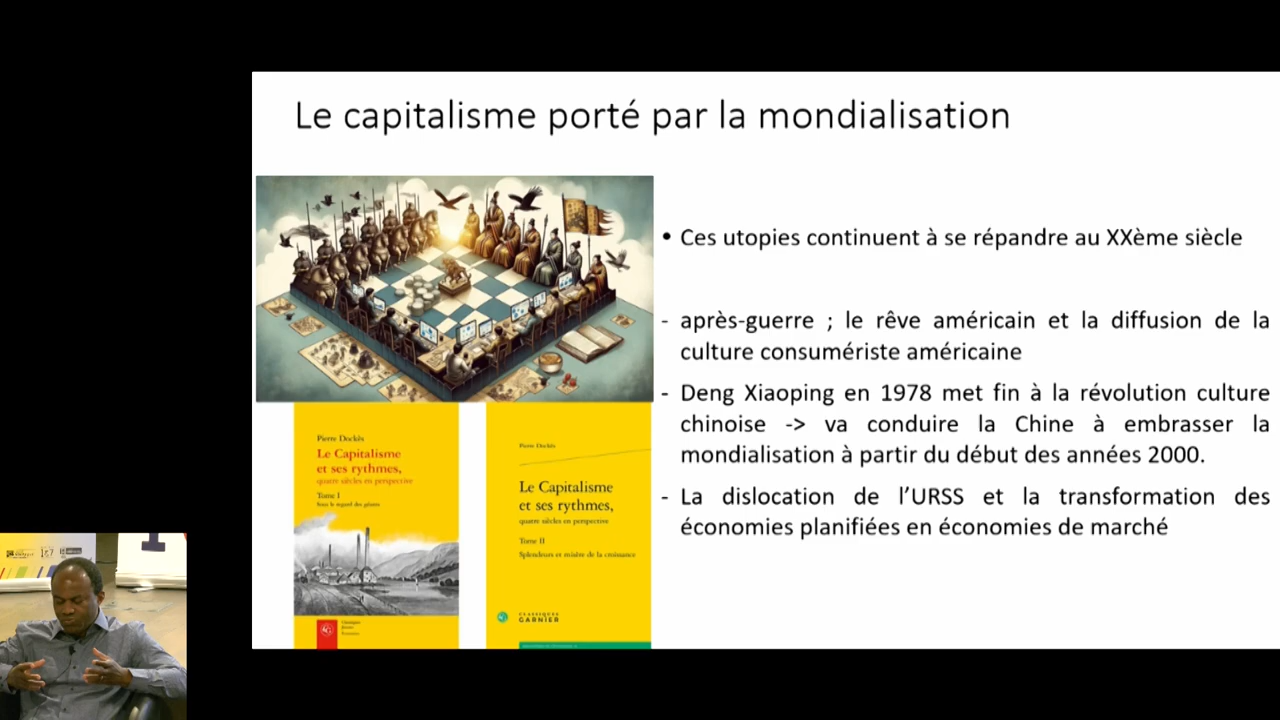 Le capitalisme porté par la mondialisation
• Ces utopies continuent à se répandre au XXème siècle
- après-guerre ; le rêve américain et la diffusion de la
culture consumériste américaine
- Deng Xiaoping en 1978 met fin à la révolution culture
chinoise -> va conduire la Chine à embrasser la
mondialisation à partir du début des années 2000.
- La dislocation de l’URSS et la transformation des
économies planifiées en économies de marché
Pierre Dockès
Le Capitalisme
et ses rythmes,
quatre siècles en perspective
Tome I
Sous le regard des géants
Pierre Dockès
Le Capitalisme
et ses rythmes,
quatre siècles en perspective
Tome II
Splendeurs et misère de la croissance
CLASSIQUES
GARNIER